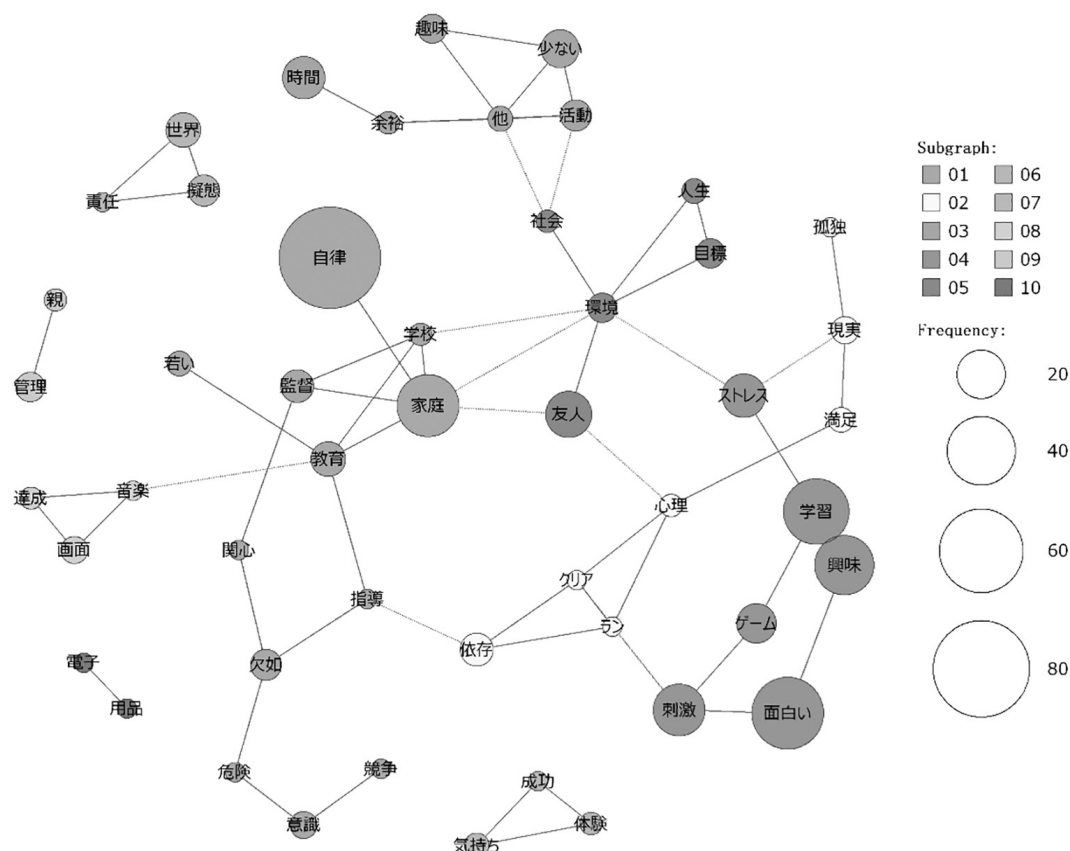 趣味
少ない
時間
余裕
他
活動
世界
責任
擬態
社会
人生
孤独
自律
目標
親
環境
現実
学校
若い
監督
管理
家庭
友人
ストレス
満足
教育
達成
音楽
心理
学習
画面
関心
クリア
興味
指導
ラン
ゲーム
依存
電子
欠如
用品
刺激
面白い
危険
競争
成功
意識
体験
気持ち
Subgraph:
01 06
02 07
03 08
04 09
05 10
Frequency:
20
40
60
80